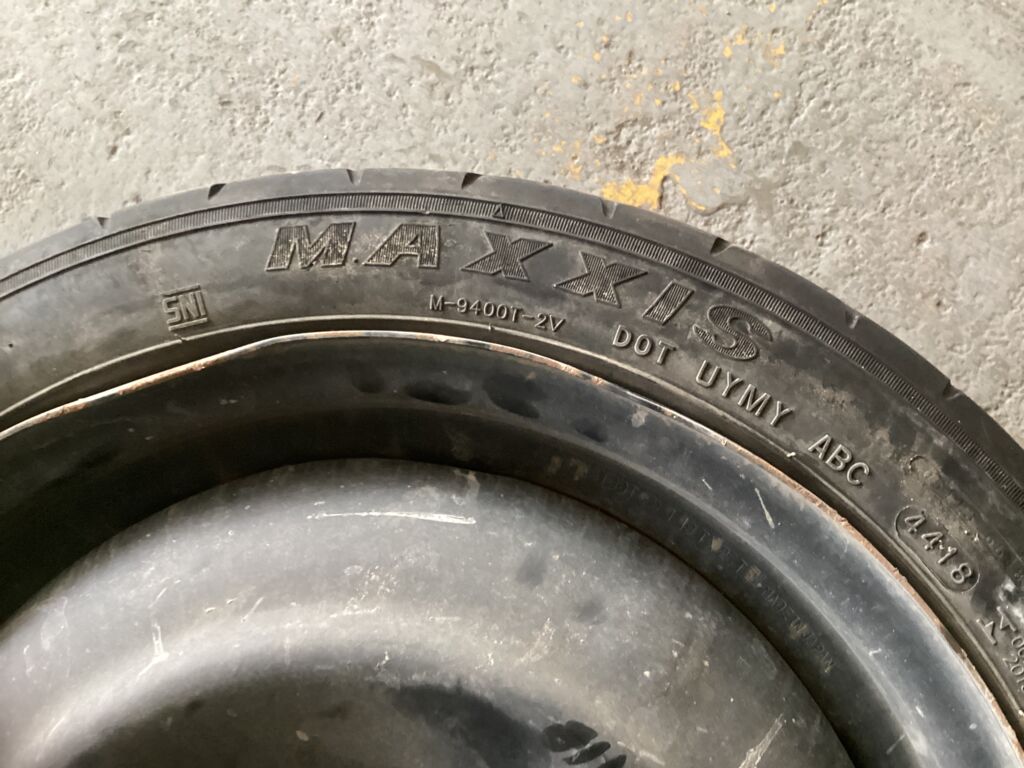 MAXXIS
SNI
M-9400T-2V
DOT UYMY ABC
4418